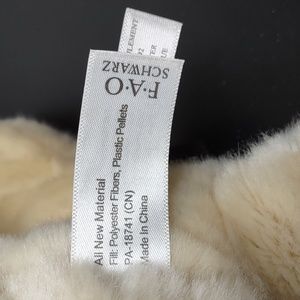 F·A·O
SCHWARZ
All New Material
Fill: Polyester Fibers, Plastic Pellets
PA-18741 (CN)
Made in China